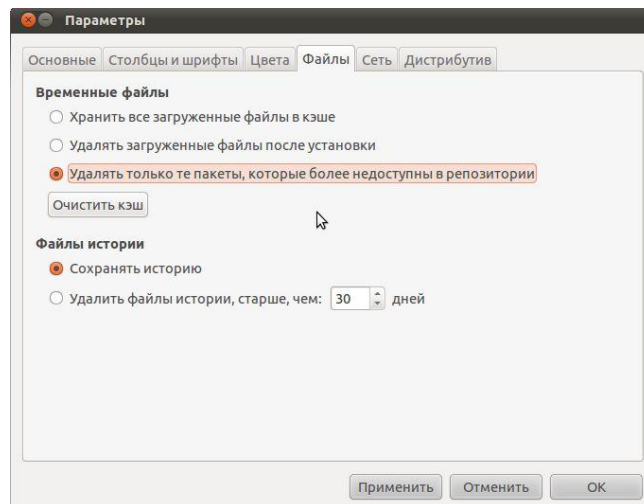 Параметры
Основные Столбцы и шрифты Цвета Файлы Сеть Дистрибутив
Временные файлы
Хранить все загруженные файлы в кэше
Удалять загруженные файлы после установки
Удалять только те пакеты, которые более недоступны в репозитории
Очистить кэш
Файлы истории
Сохранять историю
Удалить файлы истории, старше, чем: 30 дней
Применить Отменить OK